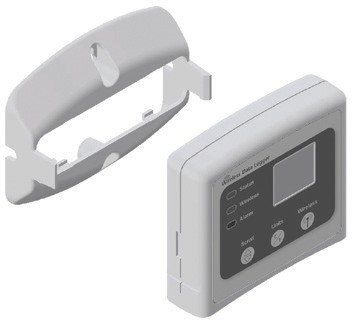 Wireless Data Logger
Status
Wireless
Alarm
Scroll
Units